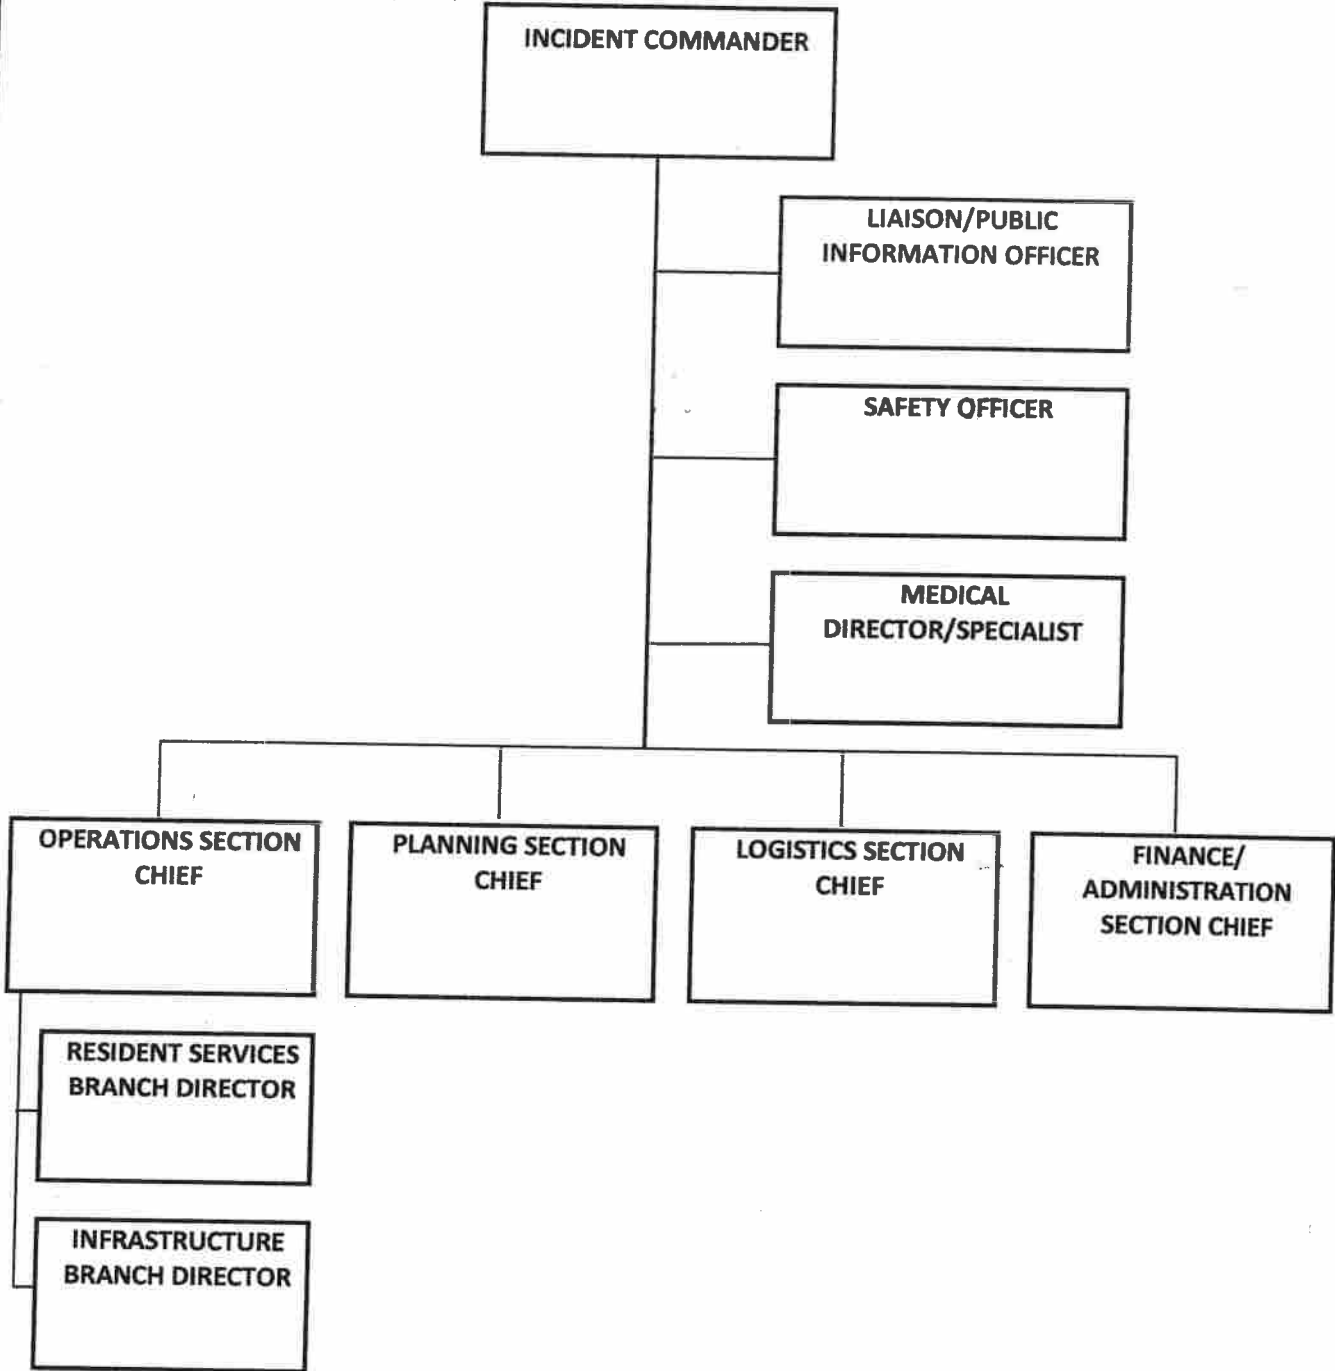 INCIDENT COMMANDER
LIAISON/PUBLIC
INFORMATION OFFICER
SAFETY OFFICER
MEDICAL
DIRECTOR/SPECIALIST
OPERATIONS SECTION
CHIEF
PLANNING SECTION
CHIEF
LOGISTICS SECTION
CHIEF
FINANCE/
ADMINISTRATION
SECTION CHIEF
RESIDENT SERVICES
BRANCH DIRECTOR
INFRASTRUCTURE
BRANCH DIRECTOR